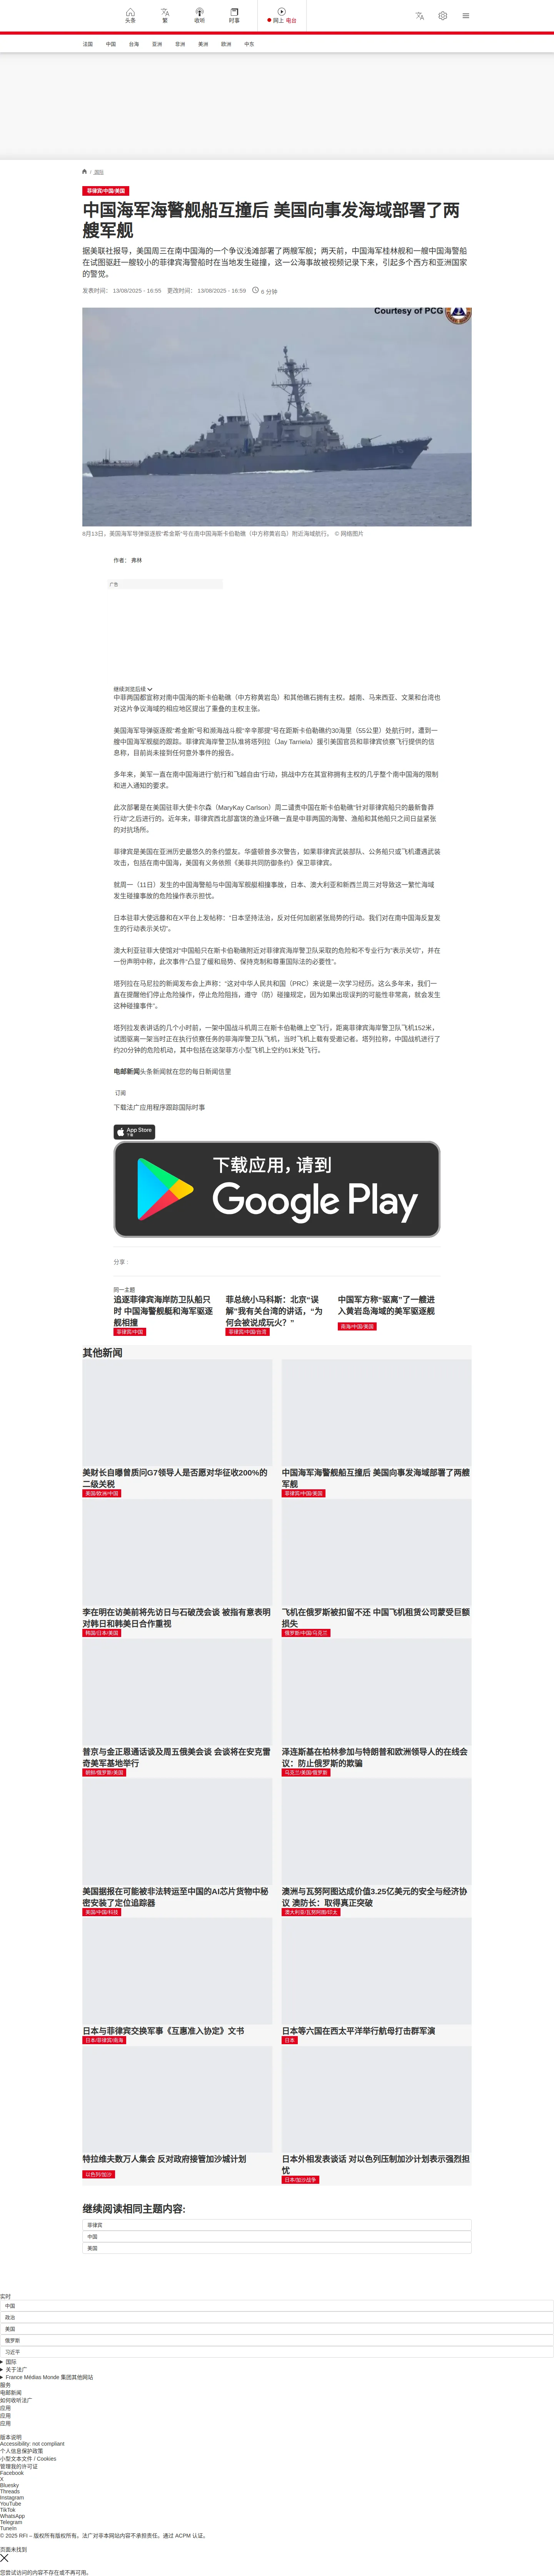 头条
繁
收听
时事
网上 电台
法国 中国 台海 亚洲 非洲 美洲 欧洲 中东
/ 国际
菲律宾/中国/美国
中国海军海警舰船互撞后 美国向事发海域部署了两
艘军舰
据美联社报导，美国周三在南中国海的一个争议浅滩部署了两艘军舰；两天前，中国海军桂林舰和一艘中国海警船
在试图驱赶一艘较小的菲律宾海警船时在当地发生碰撞，这一公海事故被视频记录下来，引起多个西方和亚洲国家
的警觉。
发表时间： 13/08/2025 - 16:55 更改时间： 13/08/2025 - 16:59 6 分钟
Courtesy of PCG
8月13日，美国海军导弹驱逐舰“希金斯”号在南中国海斯卡伯勒礁（中方称黄岩岛）附近海域航行。 © 网络图片
作者： 弗林
广告
继续浏览后续
中菲两国都宣称对南中国海的斯卡伯勒礁（中方称黄岩岛）和其他礁石拥有主权。越南、马来西亚、文莱和台湾也
对这片争议海域的相应地区提出了重叠的主权主张。
美国海军导弹驱逐舰“希金斯”号和濒海战斗舰“辛辛那提”号在距斯卡伯勒礁约30海里（55公里）处航行时，遭到一
艘中国海军舰艇的跟踪。菲律宾海岸警卫队准将塔列拉（Jay Tarriela）援引美国官员和菲律宾侦察飞行提供的信
息称，目前尚未接到任何意外事件的报告。
多年来，美军一直在南中国海进行“航行和飞越自由”行动，挑战中方在其宣称拥有主权的几乎整个南中国海的限制
和进入通知的要求。
此次部署是在美国驻菲大使卡尔森（MaryKay Carlson）周二谴责中国在斯卡伯勒礁“针对菲律宾船只的最新鲁莽
行动”之后进行的。近年来，菲律宾西北部富饶的渔业环礁一直是中菲两国的海警、渔船和其他船只之间日益紧张
的对抗场所。
菲律宾是美国在亚洲历史最悠久的条约盟友。华盛顿曾多次警告，如果菲律宾武装部队、公务船只或飞机遭遇武装
攻击，包括在南中国海，美国有义务依照《美菲共同防御条约》保卫菲律宾。
就周一（11日）发生的中国海警船与中国海军舰艇相撞事故，日本、澳大利亚和新西兰周三对导致这一繁忙海域
发生碰撞事故的危险操作表示担忧。
日本驻菲大使远藤和在X平台上发帖称：“日本坚持法治，反对任何加剧紧张局势的行动。我们对在南中国海反复发
生的行动表示关切”。
澳大利亚驻菲大使馆对“中国船只在斯卡伯勒礁附近对菲律宾海岸警卫队采取的危险和不专业行为”表示关切”，并在
一份声明中称，此次事件“凸显了缓和局势、保持克制和尊重国际法的必要性”。
塔列拉在马尼拉的新闻发布会上声称：“这对中华人民共和国（PRC）来说是一次学习经历。这么多年来，我们一
直在提醒他们停止危险操作，停止危险阻挡，遵守（防）碰撞规定，因为如果出现误判的可能性非常高，就会发生
这种碰撞事件”。
塔列拉发表讲话的几个小时前，一架中国战斗机周三在斯卡伯勒礁上空飞行，距离菲律宾海岸警卫队飞机152米，
试图驱离一架当时正在执行侦察任务的菲海岸警卫队飞机，当时飞机上载有受邀记者。塔列拉称，中国战机进行了
约20分钟的危险机动，其中包括在这架菲方小型飞机上空约61米处飞行。
电邮新闻头条新闻就在您的每日新闻信里
订阅
下载法广应用程序跟踪国际时事
App Store
下载
下载应用，请到
Google Play
分享 :
同一主题
追逐菲律宾海岸防卫队船只
时 中国海警舰艇和海军驱逐
舰相撞
菲律宾/中国
菲总统小马科斯：北京“误
解”我有关台湾的讲话，“为
何会被说成玩火？”
菲律宾/中国/台湾
中国军方称“驱离”了一艘进
入黄岩岛海域的美军驱逐舰
南海/中国/美国
其他新闻
美财长自曝曾质问G7领导人是否愿对华征收200%的
二级关税
美国/欧洲/中国
中国海军海警舰船互撞后 美国向事发海域部署了两艘
军舰
菲律宾/中国/美国
李在明在访美前将先访日与石破茂会谈 被指有意表明
对韩日和韩美日合作重视
韩国/日本/美国
飞机在俄罗斯被扣留不还 中国飞机租赁公司蒙受巨额
损失
俄罗斯/中国/乌克兰
普京与金正恩通话谈及周五俄美会谈 会谈将在安克雷
奇美军基地举行
朝鲜/俄罗斯/美国
泽连斯基在柏林参加与特朗普和欧洲领导人的在线会
议：防止俄罗斯的欺骗
乌克兰/美国/俄罗斯
美国据报在可能被非法转运至中国的AI芯片货物中秘
密安装了定位追踪器
美国/中国/科技
澳洲与瓦努阿图达成价值3.25亿美元的安全与经济协
议 澳防长：取得真正突破
澳大利亚/瓦努阿图/印太
日本与菲律宾交换军事《互惠准入协定》文书
日本/菲律宾/南海
日本等六国在西太平洋举行航母打击群军演
日本
特拉维夫数万人集会 反对政府接管加沙城计划
以色列/加沙
日本外相发表谈话 对以色列压制加沙计划表示强烈担
忧
日本/加沙战争
继续阅读相同主题内容:
菲律宾
中国
美国
实时
中国
政治
美国
俄罗斯
习近平
国际
关于法广
France Médias Monde 集团其他网站
服务
电邮新闻
如何收听法广
应用
应用
应用
版本说明
Accessibility: not compliant
个人信息保护政策
小型文本文件 / Cookies
管理我的许可证
Facebook
X
Bluesky
Threads
Instagram
YouTube
TikTok
WhatsApp
Telegram
TuneIn
© 2025 RFI – 版权所有版权所有。法广对非本网站内容不承担责任。通过 ACPM 认证。
页面未找到
您尝试访问的内容不存在或不再可用。